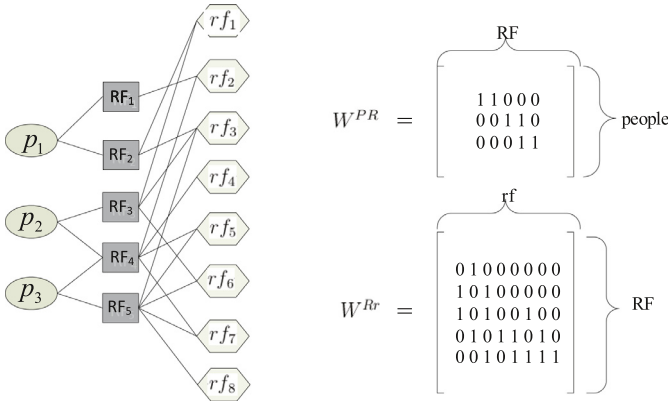 p1
p2
p3
RF1
RF2
RF3
RF4
RF5
rf1
rf2
rf3
rf4
rf5
rf6
rf7
rf8
RF
W^PR =
1 1 0 0 0
0 0 1 1 0
0 0 0 1 1
people
rf
W^Rr =
0 1 0 0 0 0 0 0
1 0 1 0 0 0 0 0
1 0 1 0 0 1 0 0
0 1 0 1 1 0 1 0
0 0 1 0 1 1 1 1
RF